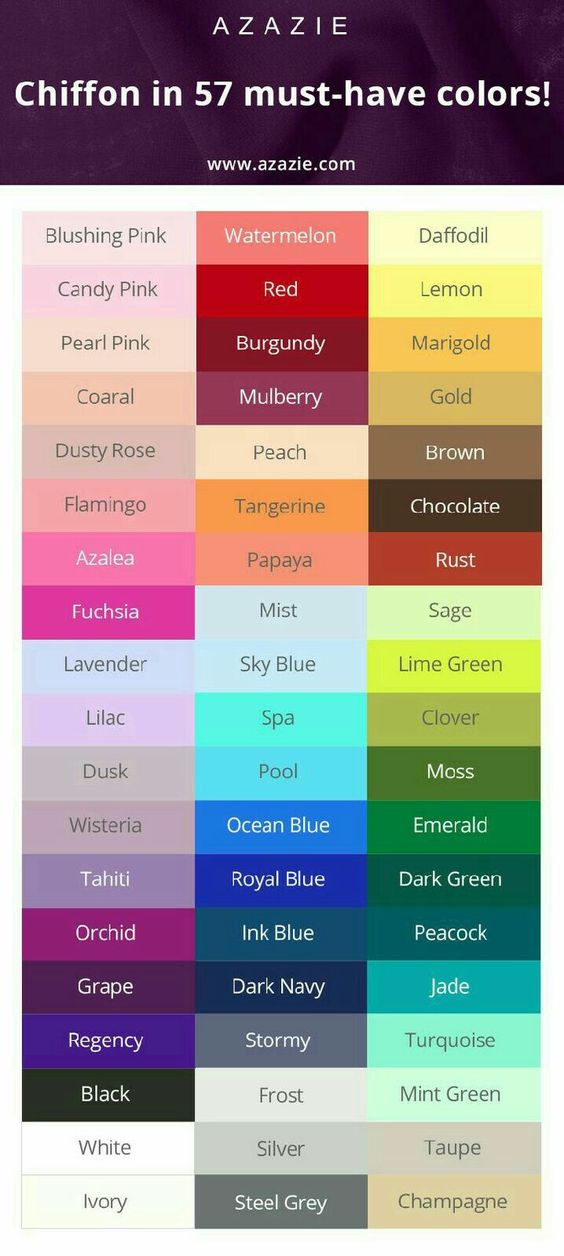 AZAZIE
Chiffon in 57 must-have colors!
www.azazie.com
Blushing Pink Watermelon Daffodil
Candy Pink Red Lemon
Pearl Pink Burgundy Marigold
Coaral Mulberry Gold
Dusty Rose Peach Brown
Flamingo Tangerine Chocolate
Azalea Papaya Rust
Fuchsia Mist Sage
Lavender Sky Blue Lime Green
Lilac Spa Clover
Dusk Pool Moss
Wisteria Ocean Blue Emerald
Tahiti Royal Blue Dark Green
Orchid Ink Blue Peacock
Grape Dark Navy Jade
Regency Stormy Turquoise
Black Frost Mint Green
White Silver Taupe
Ivory Steel Grey Champagne